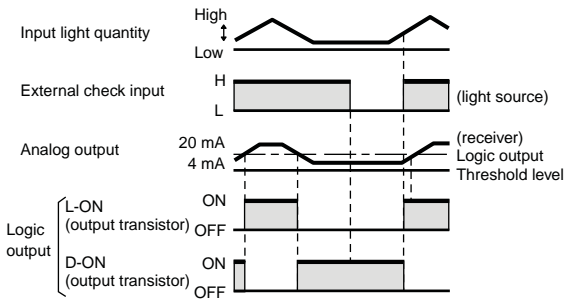 High
Input light quantity
Low
External check input
H
L
(light source)
Analog output
20 mA
4 mA
(receiver)
Logic output
Threshold level
Logic
output
L-ON
(output transistor)
ON
OFF
D-ON
(output transistor)
ON
OFF